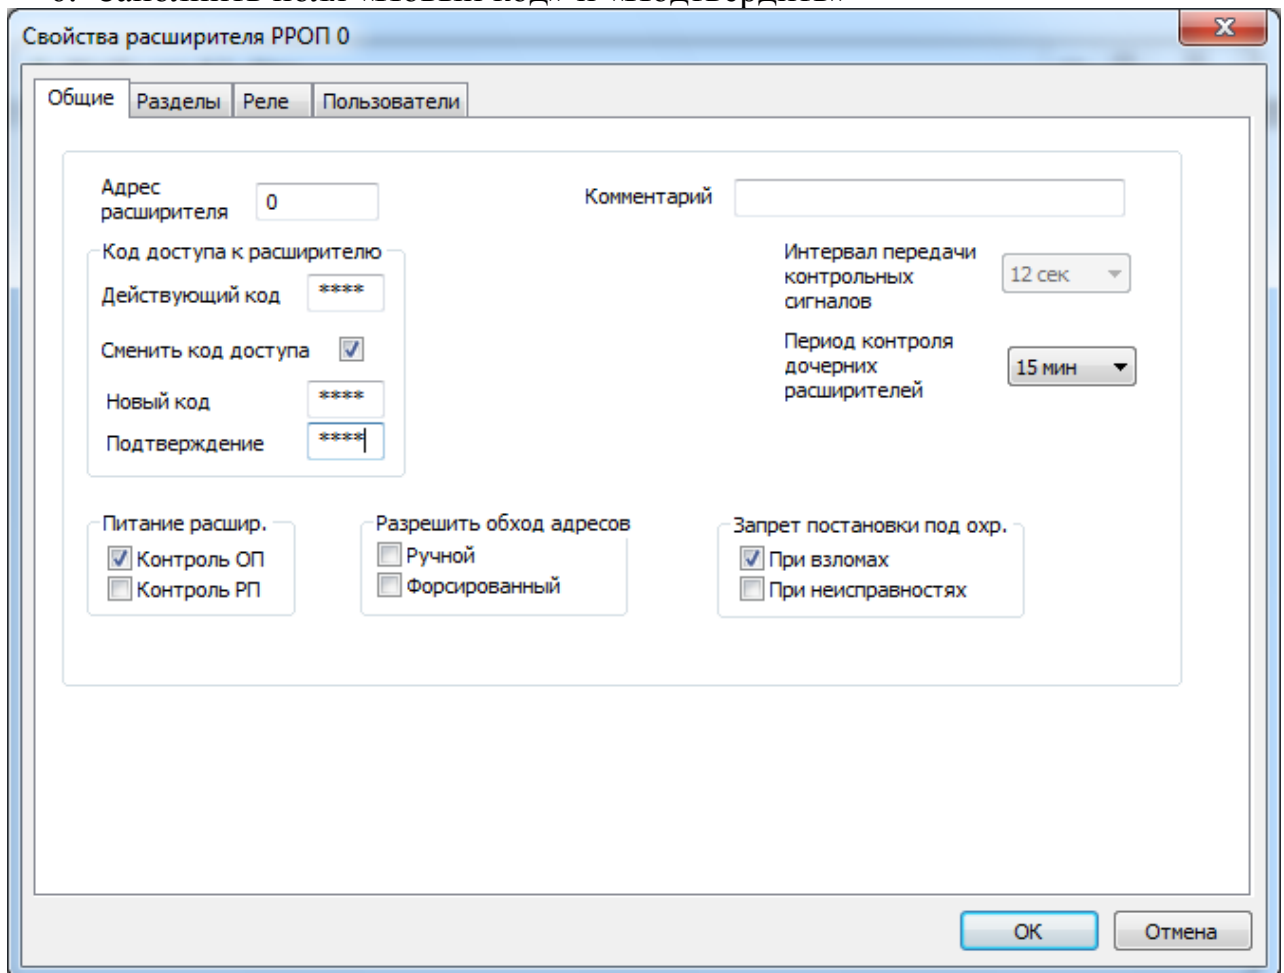 Свойства расширителя РРОП 0
Общие
Разделы
Реле
Пользователи
Адрес
расширителя
0
Комментарий
Код доступа к расширителю
Действующий код
****
Сменить код доступа
Новый код
****
Подтверждение
****
Интервал передачи
контрольных
сигналов
12 сек
Период контроля
дочерних
расширителей
15 мин
Питание расшир.
Контроль ОП
Контроль РП
Разрешить обход адресов
Ручной
Форсированный
Запрет постановки под охр.
При взломах
При неисправностях
OK
Отмена